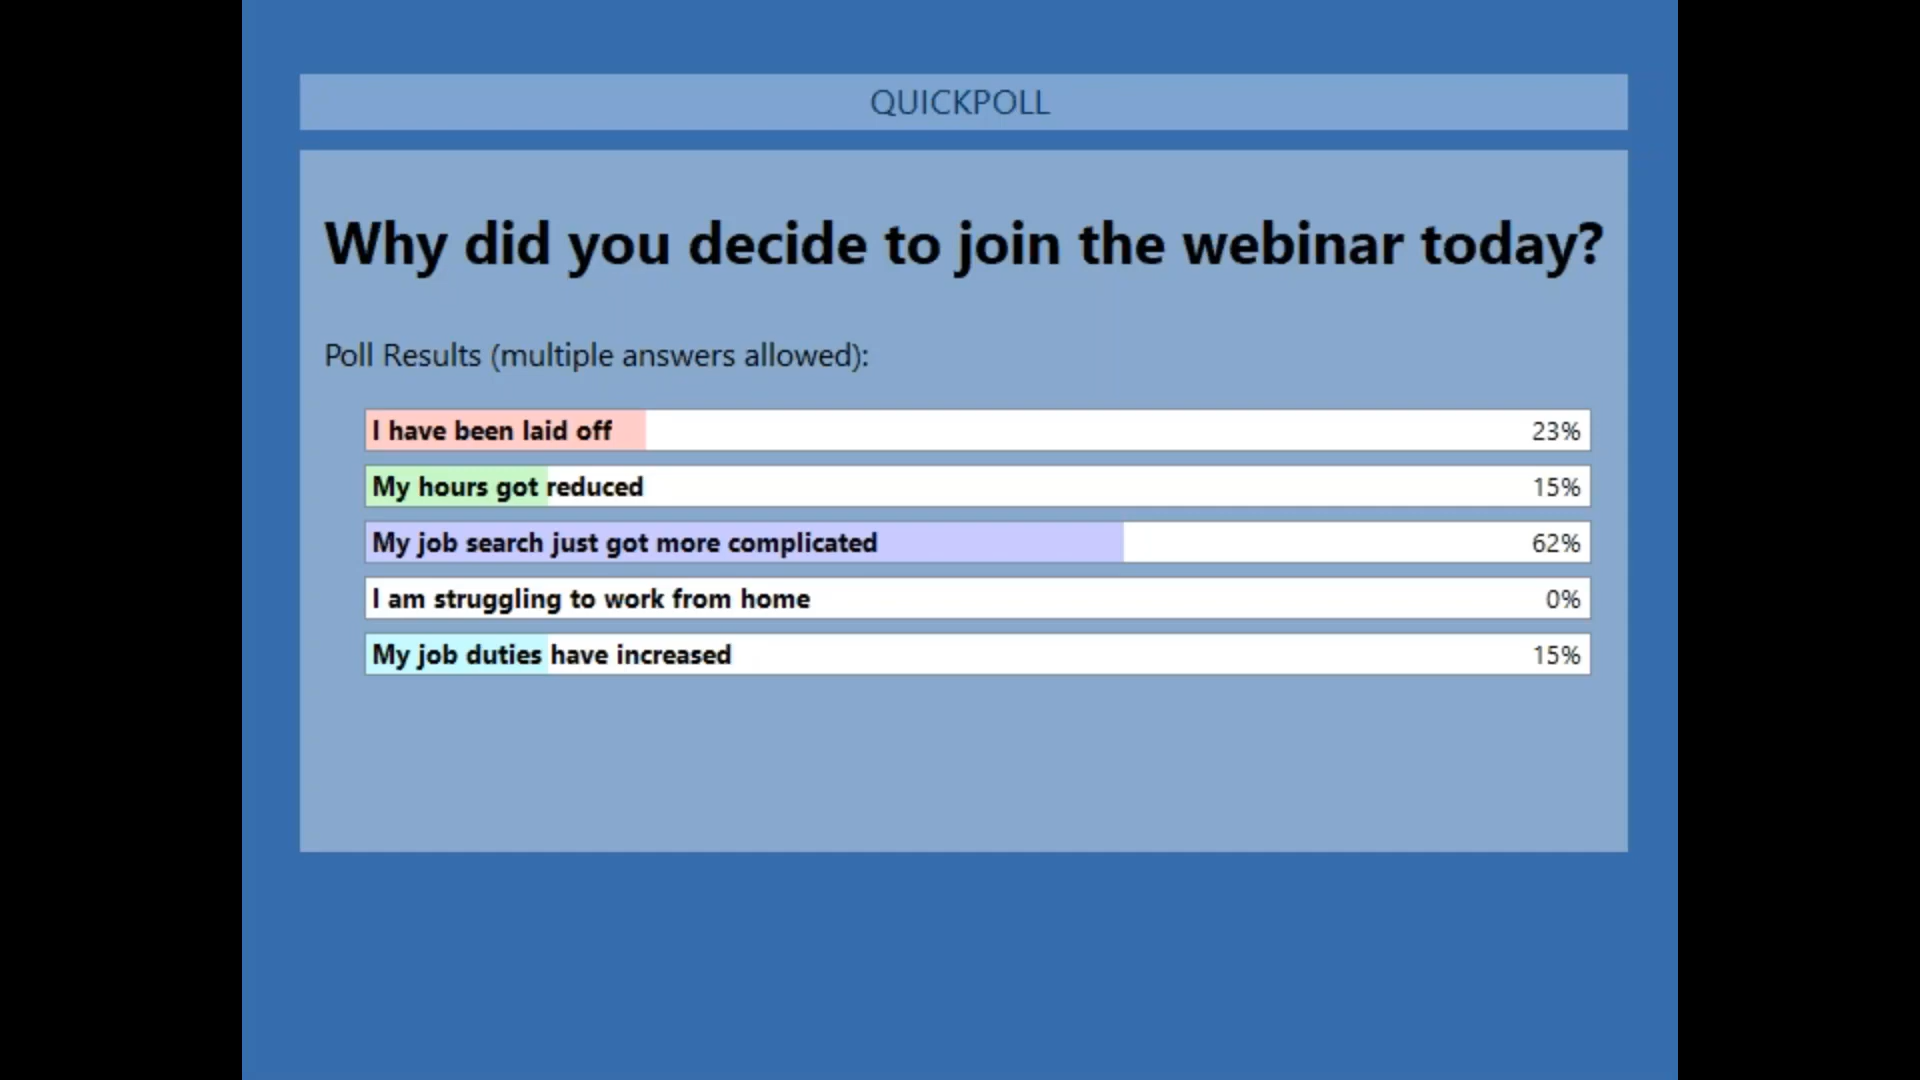 QUICKPOLL
Why did you decide to join the webinar today?
Poll Results (multiple answers allowed):
I have been laid off 23%
My hours got reduced 15%
My job search just got more complicated 62%
I am struggling to work from home 0%
My job duties have increased 15%